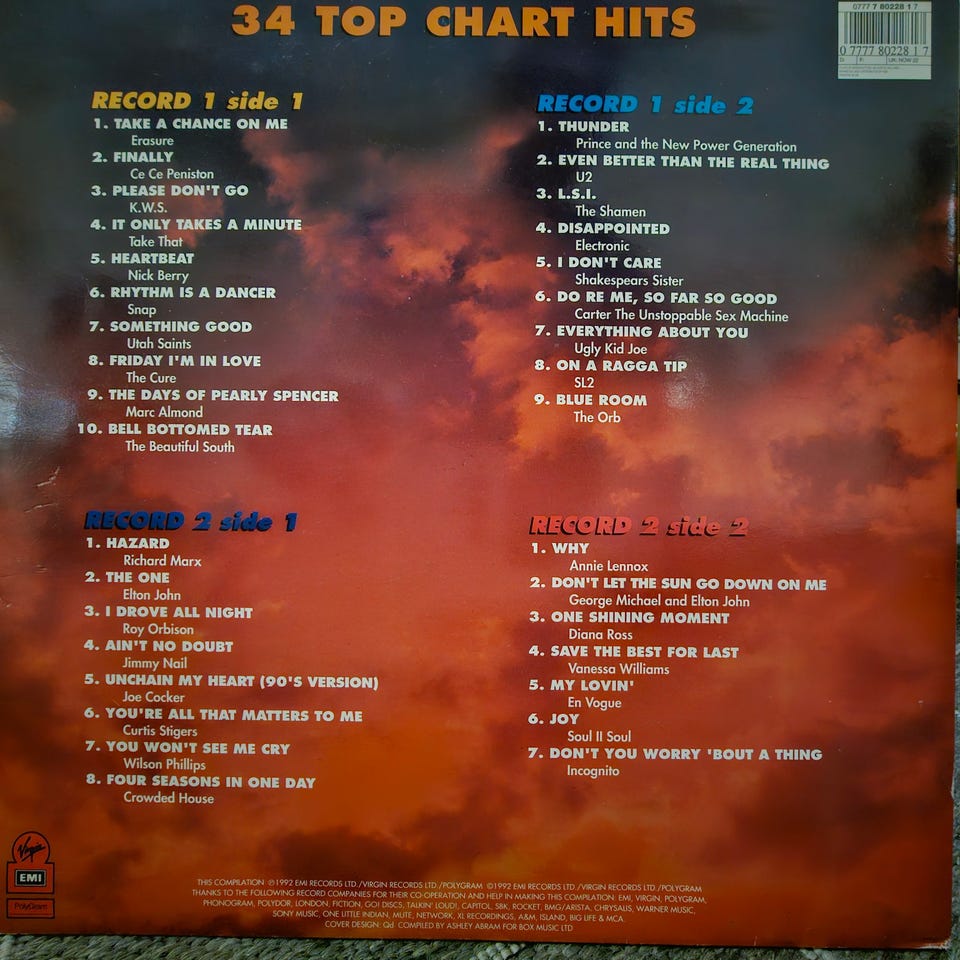 34 TOP CHART HITS
0777 7 80228 1 7
0 77777 80228 1 7
UK: NOW 22
RECORD 1 side 1
1. TAKE A CHANCE ON ME
Erasure
2. FINALLY
Ce Ce Peniston
3. PLEASE DON'T GO
K.W.S.
4. IT ONLY TAKES A MINUTE
Take That
5. HEARTBEAT
Nick Berry
6. RHYTHM IS A DANCER
Snap
7. SOMETHING GOOD
Utah Saints
8. FRIDAY I'M IN LOVE
The Cure
9. THE DAYS OF PEARLY SPENCER
Marc Almond
10. BELL BOTTOMED TEAR
The Beautiful South
RECORD 1 side 2
1. THUNDER
Prince and the New Power Generation
2. EVEN BETTER THAN THE REAL THING
U2
3. L.S.I.
The Shamen
4. DISAPPOINTED
Electronic
5. I DON'T CARE
Shakespears Sister
6. DO RE ME, SO FAR SO GOOD
Carter The Unstoppable Sex Machine
7. EVERYTHING ABOUT YOU
Ugly Kid Joe
8. ON A RAGGA TIP
SL2
9. BLUE ROOM
The Orb
RECORD 2 side 1
1. HAZARD
Richard Marx
2. THE ONE
Elton John
3. I DROVE ALL NIGHT
Roy Orbison
4. AIN'T NO DOUBT
Jimmy Nail
5. UNCHAIN MY HEART (90'S VERSION)
Joe Cocker
6. YOU'RE ALL THAT MATTERS TO ME
Curtis Stigers
7. YOU WON'T SEE ME CRY
Wilson Phillips
8. FOUR SEASONS IN ONE DAY
Crowded House
RECORD 2 side 2
1. WHY
Annie Lennox
2. DON'T LET THE SUN GO DOWN ON ME
George Michael and Elton John
3. ONE SHINING MOMENT
Diana Ross
4. SAVE THE BEST FOR LAST
Vanessa Williams
5. MY LOVIN'
En Vogue
6. JOY
Soul II Soul
7. DON'T YOU WORRY 'BOUT A THING
Incognito
Virgin
EMI
PolyGram
THIS COMPILATION ℗1992 EMI RECORDS LTD./VIRGIN RECORDS LTD./POLYGRAM ©1992 EMI RECORDS LTD./VIRGIN RECORDS LTD./POLYGRAM
THANKS TO THE FOLLOWING RECORD COMPANIES FOR THEIR CO-OPERATION AND HELP IN MAKING THIS COMPILATION: EMI, VIRGIN, POLYGRAM,
PHONOGRAM, POLYDOR, LONDON, FICTION, GO! DISCS, TALKIN' LOUD!, CAPITOL, SBK, ROCKET, BMG/ARISTA, CHRYSALIS, WARNER MUSIC,
SONY MUSIC, ONE LITTLE INDIAN, MUTE, NETWORK, XL RECORDINGS, A&M, ISLAND, BIG LIFE & MCA.
COVER DESIGN: Qd. COMPILED BY ASHLEY ABRAM FOR BOX MUSIC LTD